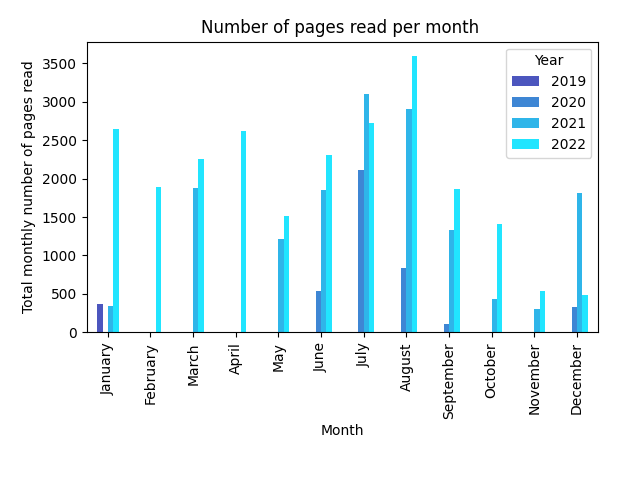 Number of pages read per month
Total monthly number of pages read
3500
3000
2500
2000
1500
1000
500
0
Year
2019
2020
2021
2022
January
February
March
April
May
June
July
August
September
October
November
December
Month